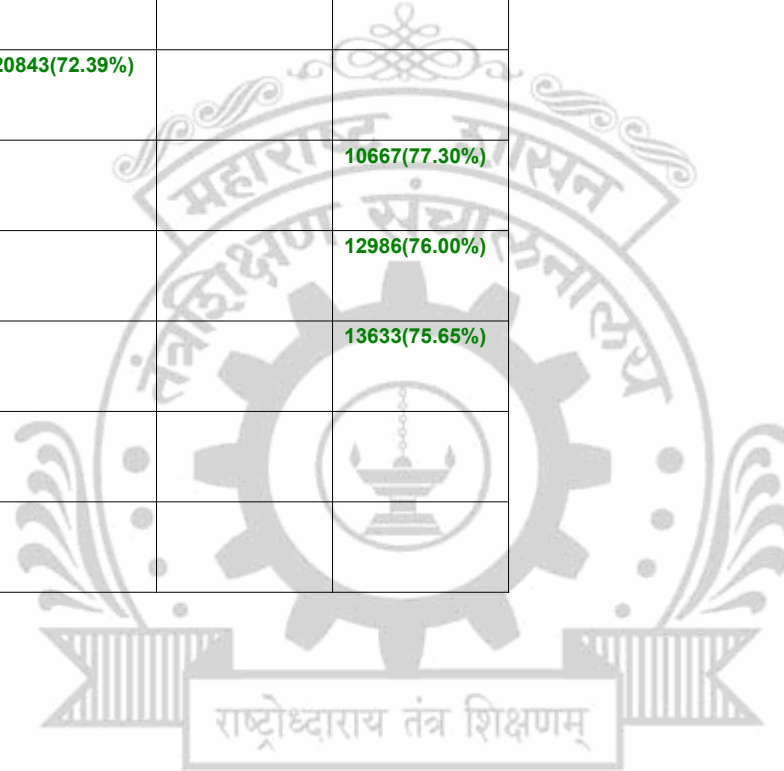 20843(72.39%)
महाराष्ट्र शासन
10667(77.30%)
तंत्रशिक्षण संचालनालय
12986(76.00%)
13633(75.65%)
राष्ट्रोध्दाराय तंत्र शिक्षणम्